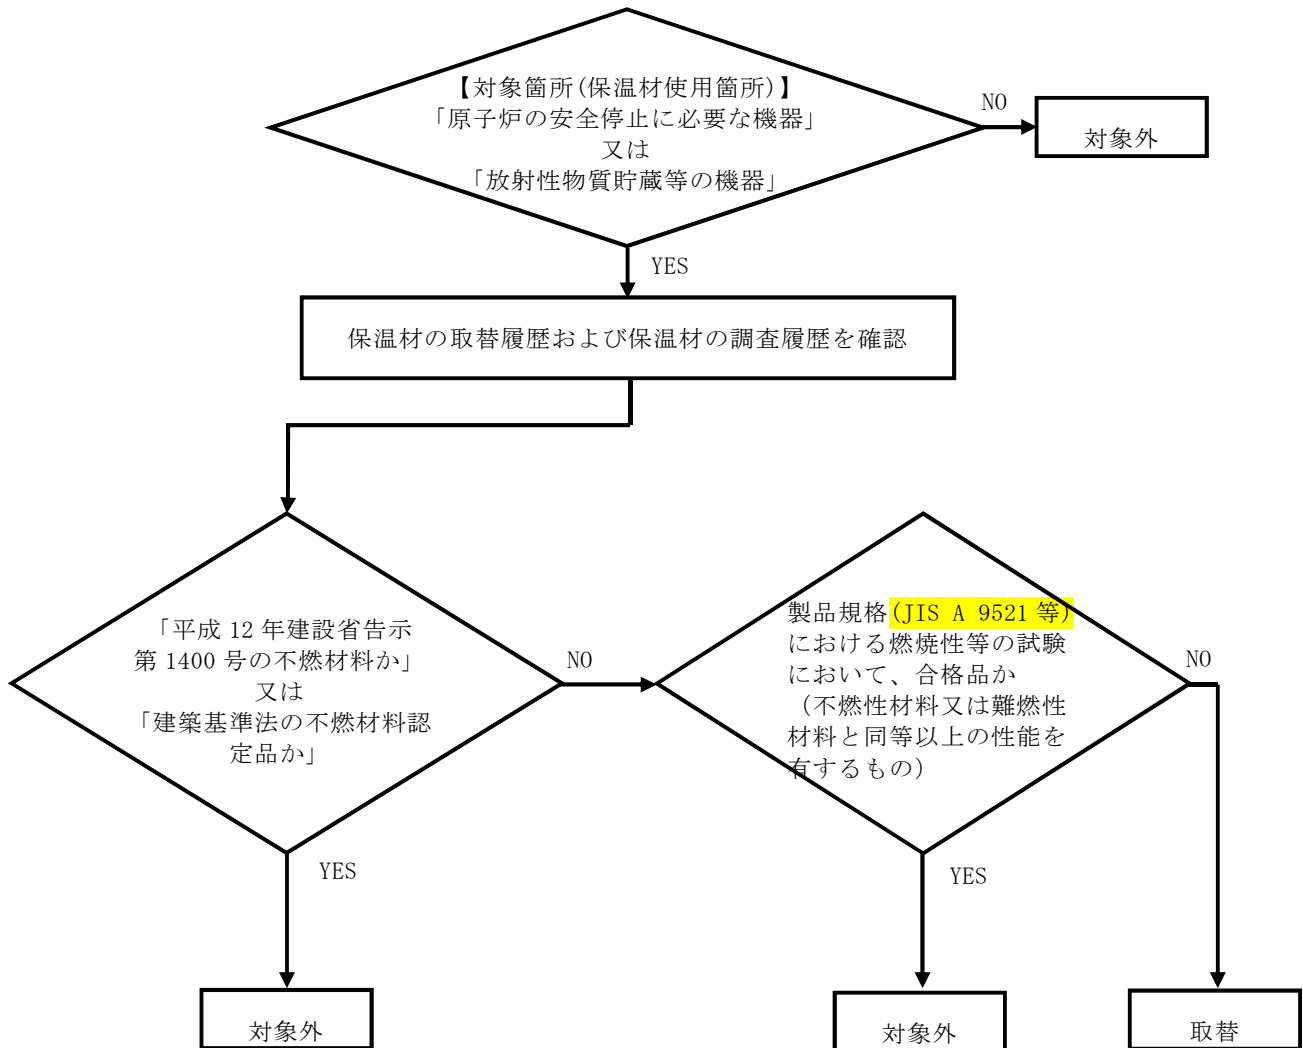 【対象箇所(保温材使用箇所)】
「原子炉の安全停止に必要な機器」
又は
「放射性物質貯蔵等の機器」
NO
対象外
YES
保温材の取替履歴および保温材の調査履歴を確認
「平成 12 年建設省告示
第 1400 号の不燃材料か」
又は
「建築基準法の不燃材料認
定品か」
NO
製品規格(JIS A 9521 等)
における燃焼性等の試験
において、合格品か
（不燃性材料又は難燃性
材料と同等以上の性能を
有するもの）
NO
YES
YES
対象外
対象外
取替